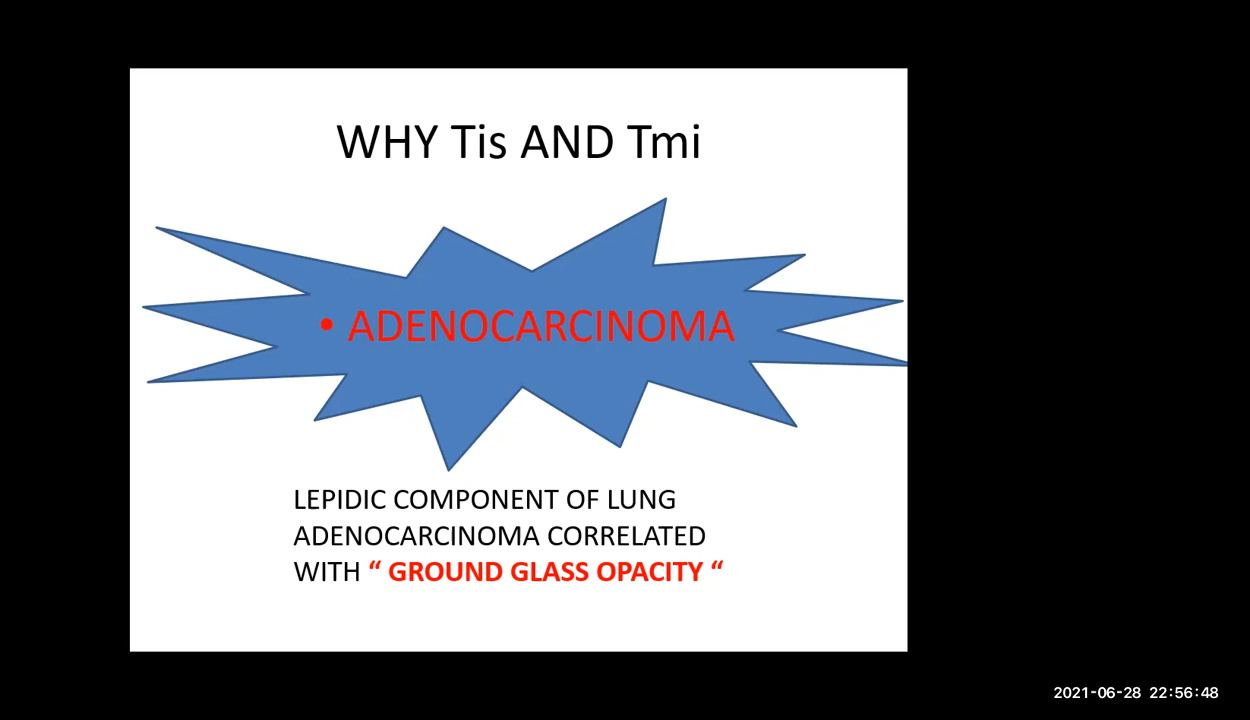 WHY Tis AND Tmi
• ADENOCARCINOMA
LEPIDIC COMPONENT OF LUNG
ADENOCARCINOMA CORRELATED
WITH “ GROUND GLASS OPACITY “
2021-06-28 22:56:48